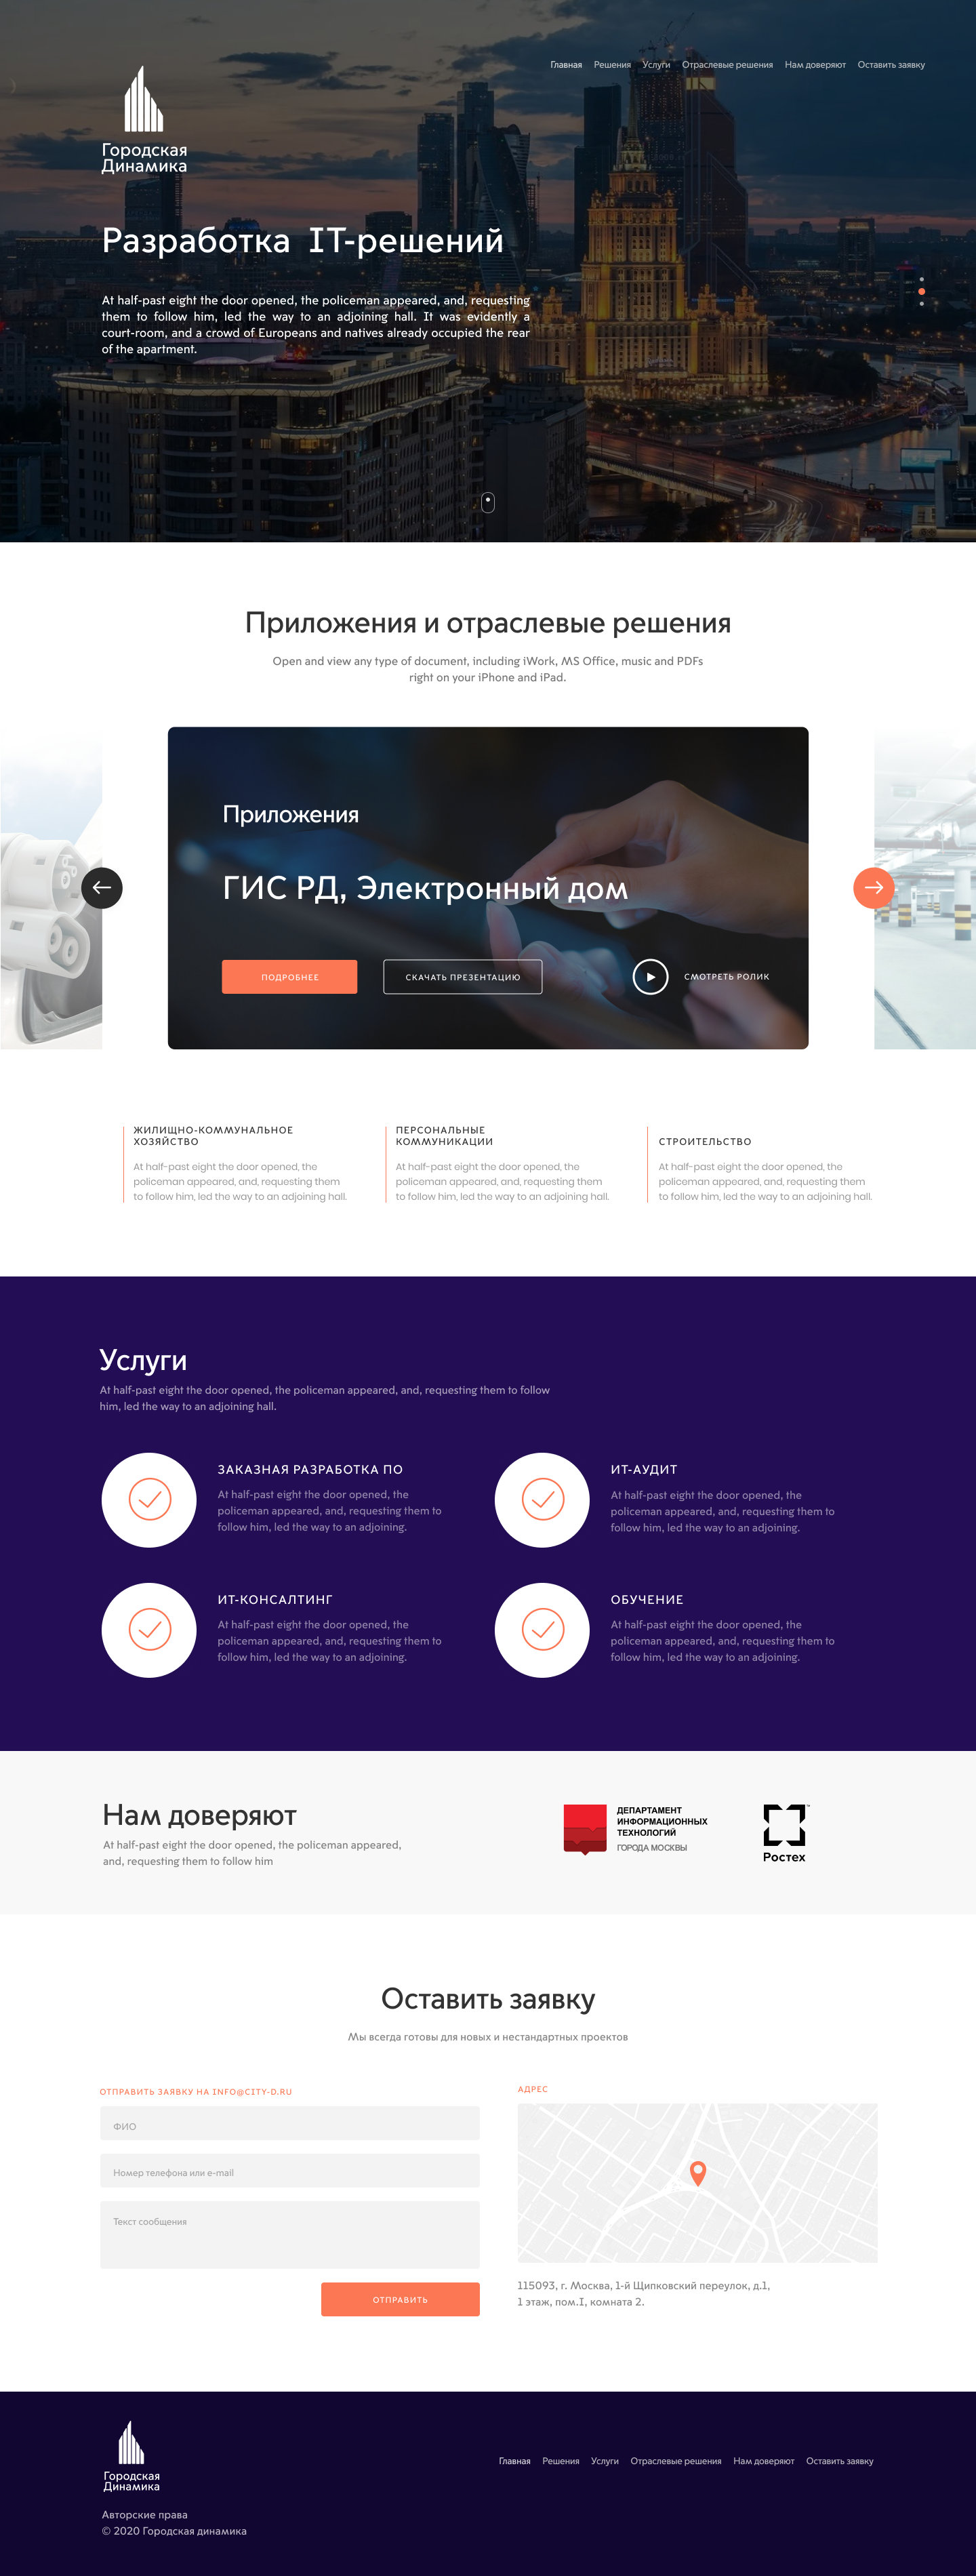 Главная Решения Услуги Отраслевые решения Нам доверяют Оставить заявку
Городская
Динамика
Разработка IT-решений
At half-past eight the door opened, the policeman appeared, and, requesting
them to follow him, led the way to an adjoining hall. It was evidently a
court-room, and a crowd of Europeans and natives already occupied the rear
of the apartment.
Приложения и отраслевые решения
Open and view any type of document, including iWork, MS Office, music and PDFs
right on your iPhone and iPad.
Приложения
ГИС РД, Электронный дом
ПОДРОБНЕЕ
СКАЧАТЬ ПРЕЗЕНТАЦИЮ
СМОТРЕТЬ РОЛИК
ЖИЛИЩНО-КОММУНАЛЬНОЕ
ХОЗЯЙСТВО
At half-past eight the door opened, the
policeman appeared, and, requesting them
to follow him, led the way to an adjoining hall.
ПЕРСОНАЛЬНЫЕ
КОММУНИКАЦИИ
At half-past eight the door opened, the
policeman appeared, and, requesting them
to follow him, led the way to an adjoining hall.
СТРОИТЕЛЬСТВО
At half-past eight the door opened, the
policeman appeared, and, requesting them
to follow him, led the way to an adjoining hall.
Услуги
At half-past eight the door opened, the policeman appeared, and, requesting them to follow
him, led the way to an adjoining hall.
ЗАКАЗНАЯ РАЗРАБОТКА ПО
At half-past eight the door opened, the
policeman appeared, and, requesting them to
follow him, led the way to an adjoining.
ИТ-АУДИТ
At half-past eight the door opened, the
policeman appeared, and, requesting them to
follow him, led the way to an adjoining.
ИТ-КОНСАЛТИНГ
At half-past eight the door opened, the
policeman appeared, and, requesting them to
follow him, led the way to an adjoining.
ОБУЧЕНИЕ
At half-past eight the door opened, the
policeman appeared, and, requesting them to
follow him, led the way to an adjoining.
Нам доверяют
At half-past eight the door opened, the policeman appeared,
and, requesting them to follow him
ДЕПАРТАМЕНТ
ИНФОРМАЦИОННЫХ
ТЕХНОЛОГИЙ
ГОРОДА МОСКВЫ
Ростех
Оставить заявку
Мы всегда готовы для новых и нестандартных проектов
ОТПРАВИТЬ ЗАЯВКУ НА INFO@CITY-D.RU
ФИО
Номер телефона или e-mail
Текст сообщения
ОТПРАВИТЬ
АДРЕС
115093, г. Москва, 1-й Щипковский переулок, д.1,
1 этаж, пом.I, комната 2.
Городская
Динамика
Главная Решения Услуги Отраслевые решения Нам доверяют Оставить заявку
Авторские права
© 2020 Городская динамика